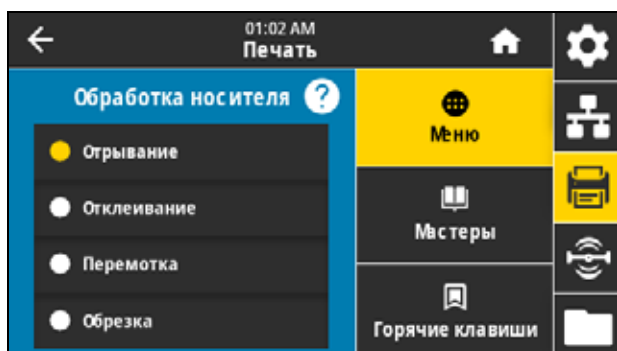 01:02 AM
Печать
Обработка носителя ?
Отрывание
Отклеивание
Перемотка
Обрезка
Меню
Мастеры
Горячие клавиши